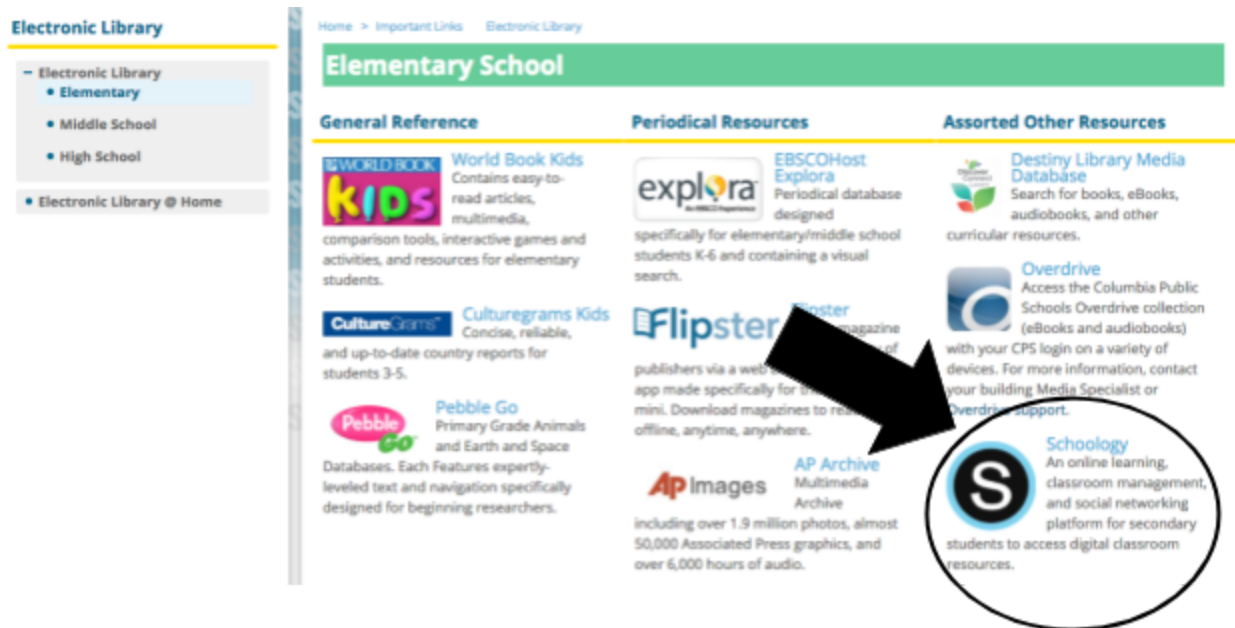 Electronic Library
− Electronic Library
• Elementary
• Middle School
• High School
• Electronic Library @ Home
Home > Important Links Electronic Library
Elementary School
General Reference
WORLD BOOK
KIDS
World Book Kids
Contains easy-to-
read articles,
multimedia,
comparison tools, interactive games and
activities, and resources for elementary
students.
CultureGrams™
Culturegrams Kids
Concise, reliable,
and up-to-date country reports for
students 3-5.
Pebble
Go
Pebble Go
Primary Grade Animals
and Earth and Space
Databases. Each Features expertly-
leveled text and navigation specifically
designed for beginning researchers.
Periodical Resources
explora
An EBSCO Experience
EBSCOHost
Explora
Periodical database
designed
specifically for elementary/middle school
students K-6 and containing a visual
search.
Flipster
Flipster
magazine
of
publishers via a web
app made specifically for
mini. Download magazines to read
offline, anytime, anywhere.
AP Images
AP Archive
Multimedia
Archive
including over 1.9 million photos, almost
50,000 Associated Press graphics, and
over 6,000 hours of audio.
Assorted Other Resources
Discover
Connect
Destiny Library Media
Database
Search for books, eBooks,
audiobooks, and other
curricular resources.
Overdrive
Access the Columbia Public
Schools Overdrive collection
(eBooks and audiobooks)
with your CPS login on a variety of
devices. For more information, contact
your building Media Specialist or
Overdrive support.
S
Schoology
An online learning,
classroom management,
and social networking
platform for secondary
students to access digital classroom
resources.